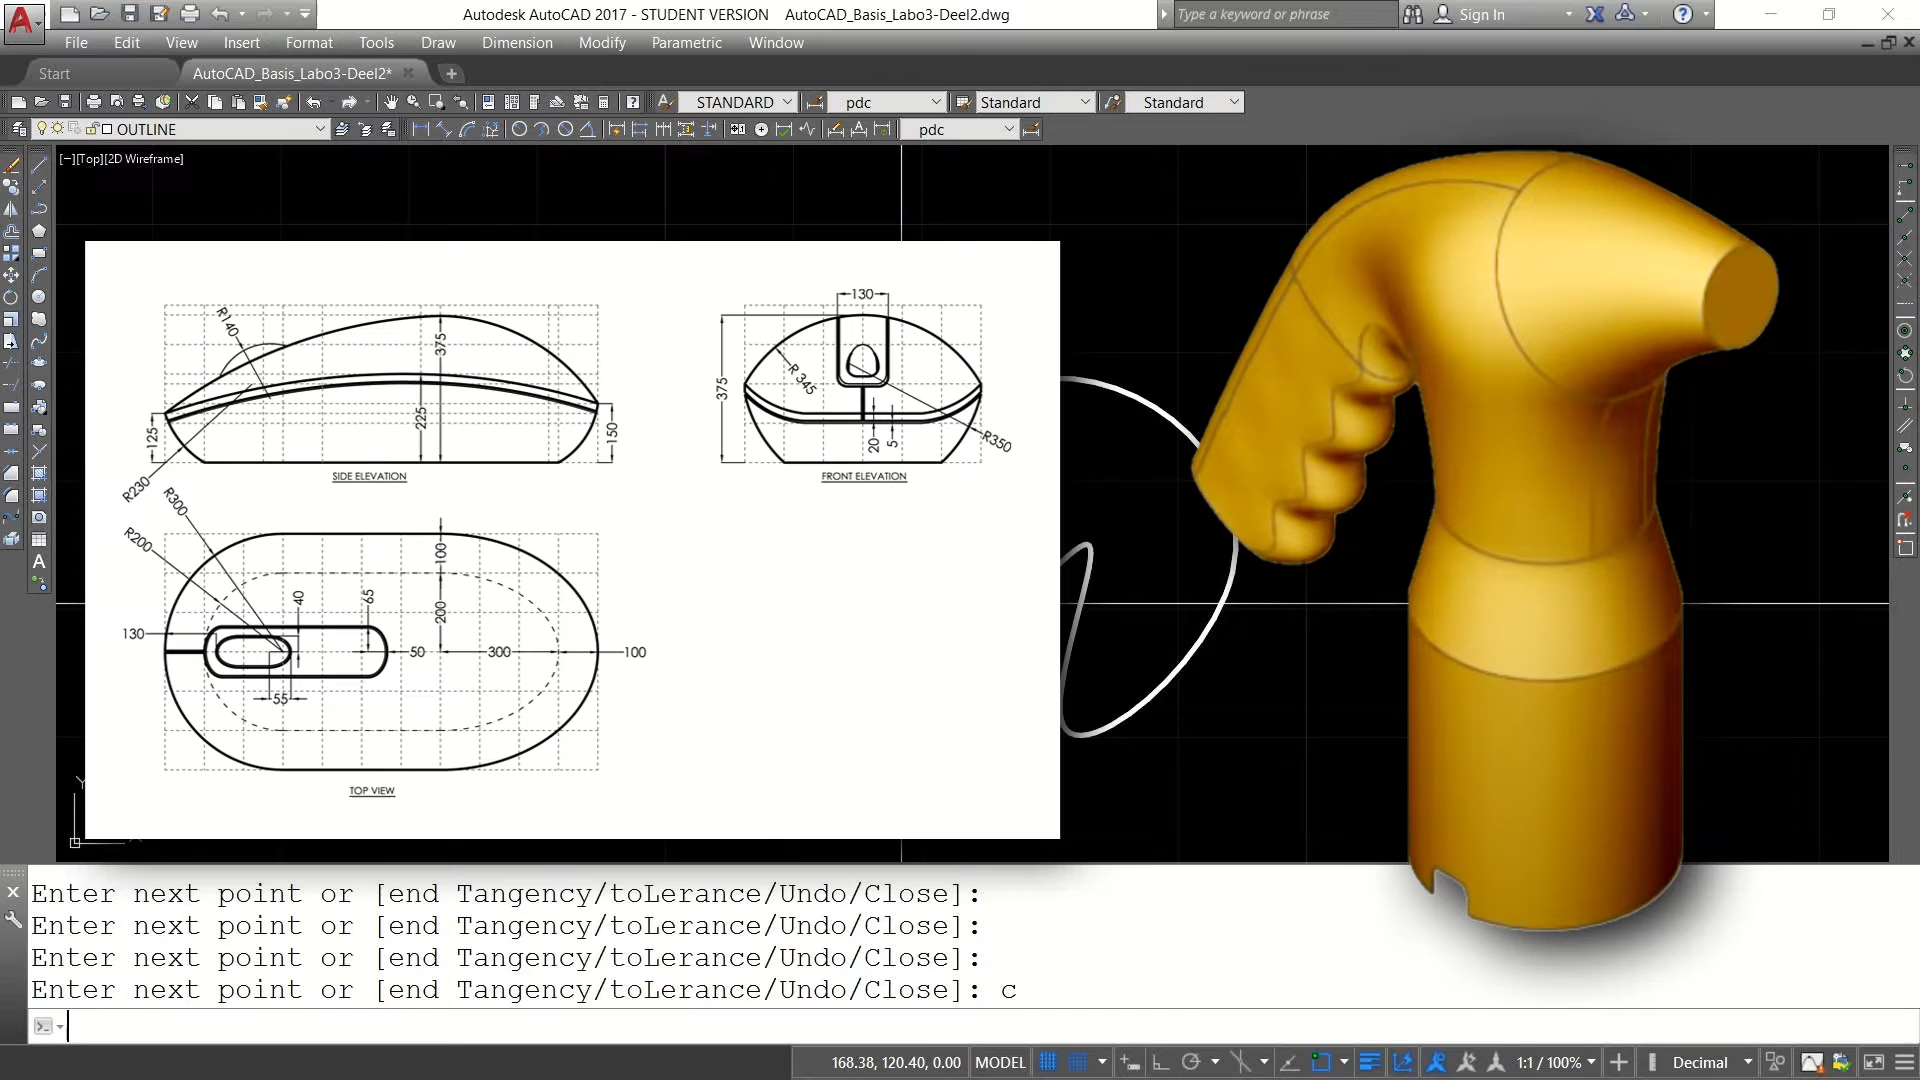 Autodesk AutoCAD 2017 - STUDENT VERSION AutoCAD_Basis_Labo3-Deel2.dwg
Type a keyword or phrase
Sign In
File Edit View Insert Format Tools Draw Dimension Modify Parametric Window
Start
AutoCAD_Basis_Labo3-Deel2*
STANDARD pdc Standard Standard
OUTLINE
pdc
[−][Top][2D Wireframe]
R140
375
225
125
150
R230
SIDE ELEVATION
130
375
R 345
R350
20
5
FRONT ELEVATION
R300
R200
100
200
40
65
130
50
300
100
55
TOP VIEW
Y
A
Enter next point or [end Tangency/toLerance/Undo/Close]:
Enter next point or [end Tangency/toLerance/Undo/Close]:
Enter next point or [end Tangency/toLerance/Undo/Close]:
Enter next point or [end Tangency/toLerance/Undo/Close]: c
168.38, 120.40, 0.00 MODEL 1:1 / 100% Decimal